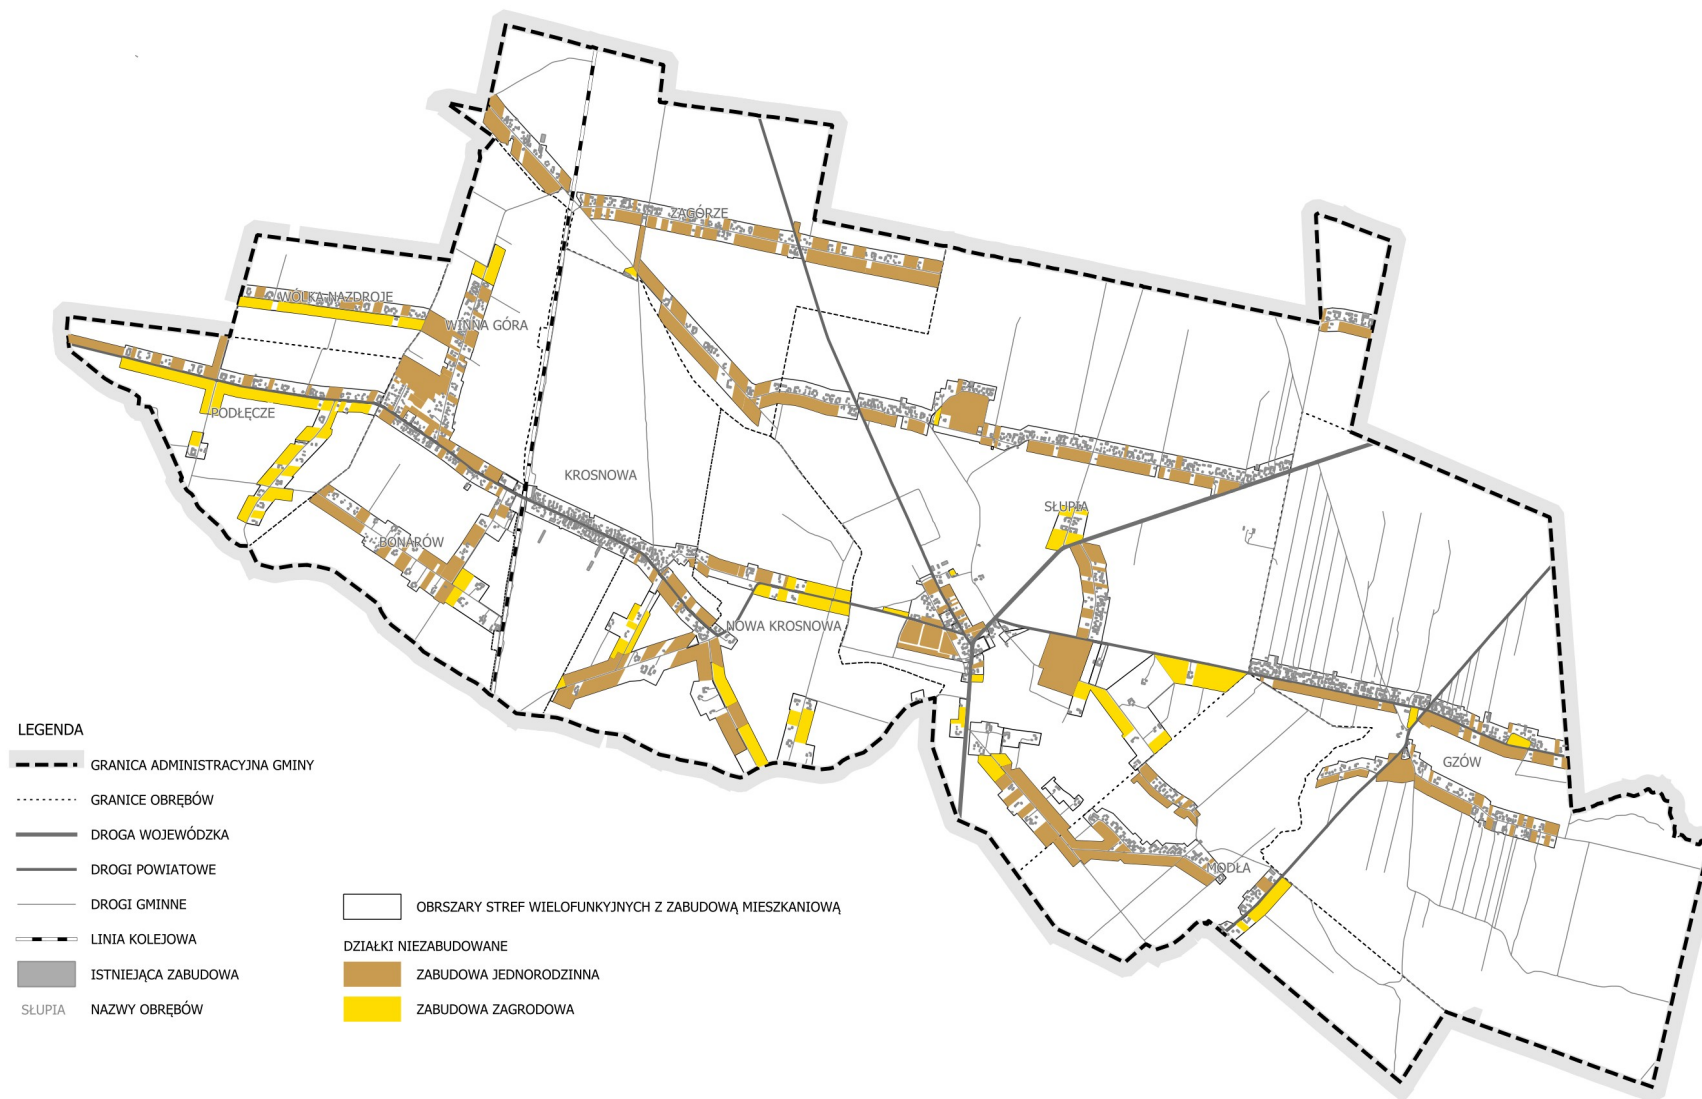 ZAGÓRZE
WÓLKA-NAZDROJE
WINNA GÓRA
PODŁĘCZE
KROSNOWA
SŁUPIA
BONARÓW
NOWA KROSNOWA
GZÓW
MODŁA
LEGENDA
GRANICA ADMINISTRACYJNA GMINY
GRANICE OBRĘBÓW
DROGA WOJEWÓDZKA
DROGI POWIATOWE
DROGI GMINNE
LINIA KOLEJOWA
ISTNIEJĄCA ZABUDOWA
SŁUPIA NAZWY OBRĘBÓW
OBRSZARY STREF WIELOFUNKYJNYCH Z ZABUDOWĄ MIESZKANIOWĄ
DZIAŁKI NIEZABUDOWANE
ZABUDOWA JEDNORODZINNA
ZABUDOWA ZAGRODOWA